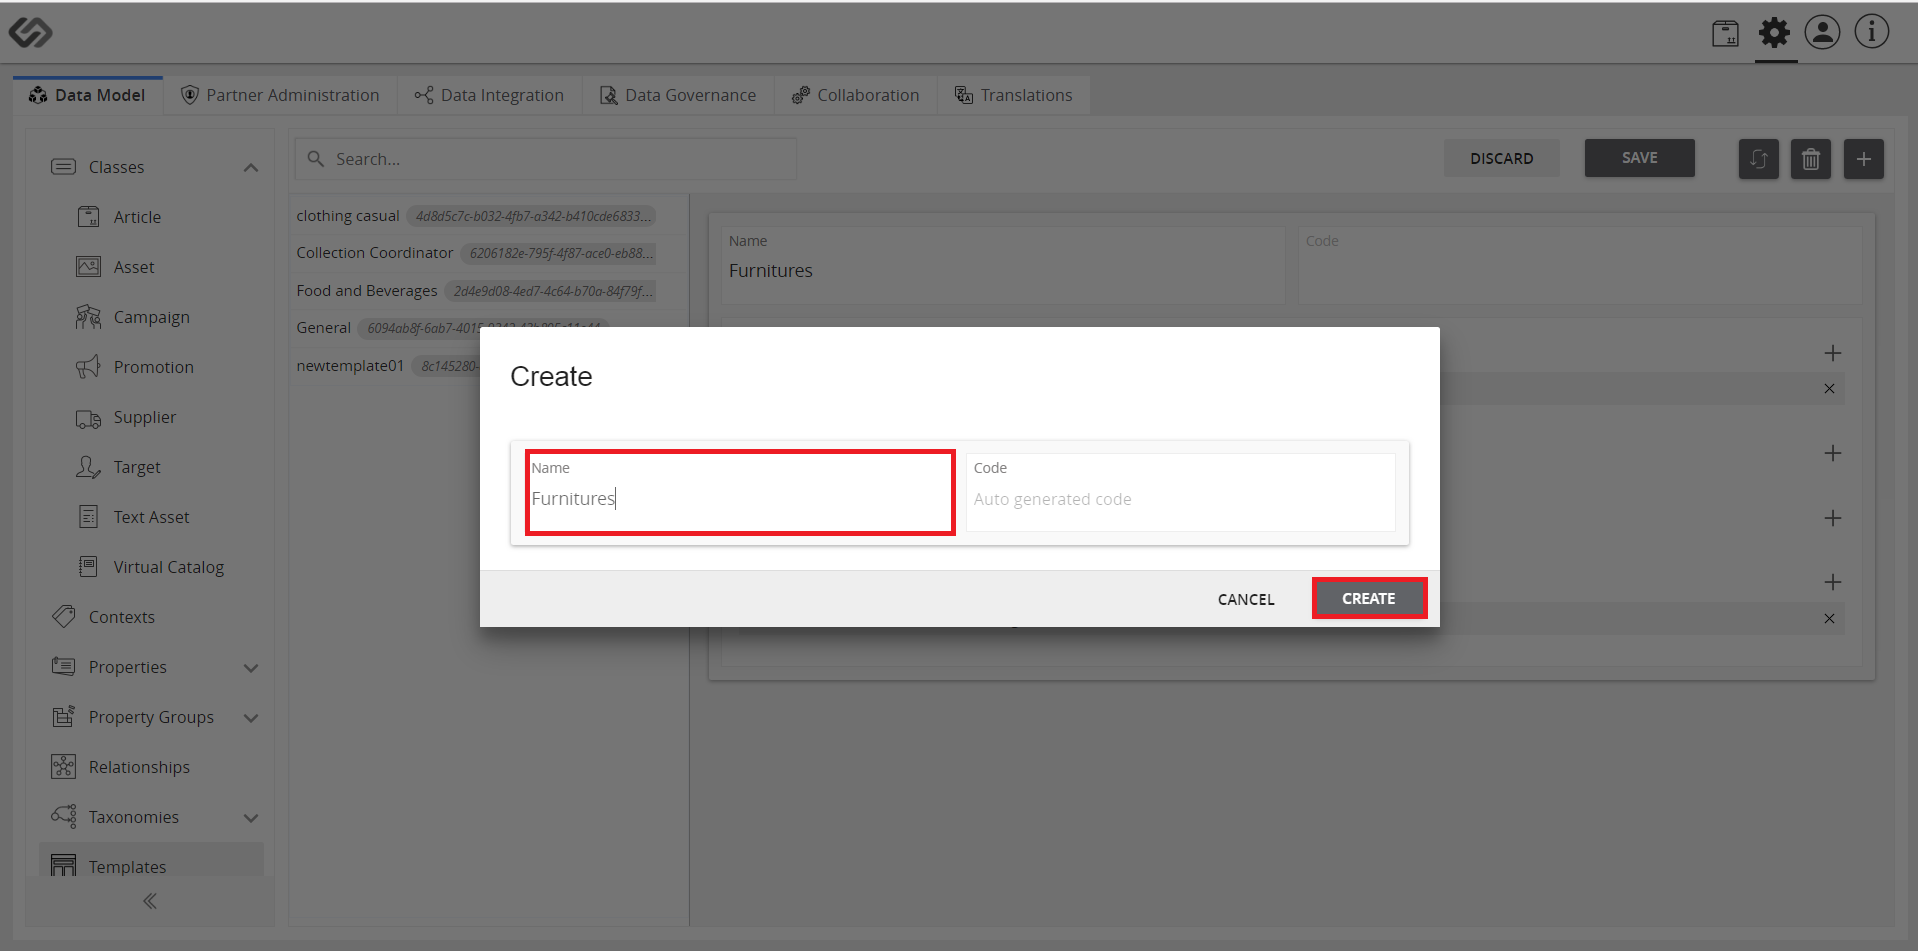 Data Model
Partner Administration
Data Integration
Data Governance
Collaboration
Translations
Classes
Article
Asset
Campaign
Promotion
Supplier
Target
Text Asset
Virtual Catalog
Contexts
Properties
Property Groups
Relationships
Taxonomies
Templates
Search...
DISCARD
SAVE
clothing casual 4d8d5c7c-b032-4fb7-a342-b410cde6833...
Collection Coordinator 6206182e-795f-4f87-ace0-eb88...
Food and Beverages 2d4e9d08-4ed7-4c64-b70a-84f79f...
General 6094ab8f-6ab7-4015-
newtemplate01 8c145280-
Name
Furnitures
Code
Create
Name
Furnitures
Code
Auto generated code
CANCEL
CREATE